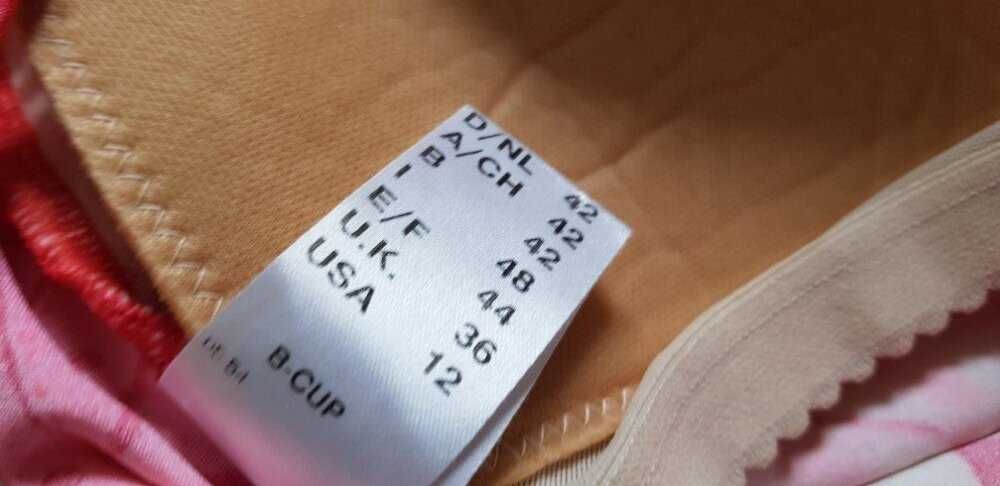 D/NL 42
A/CH 42
B 42
I 48
E/F 44
U.K. 36
USA 12
B-CUP